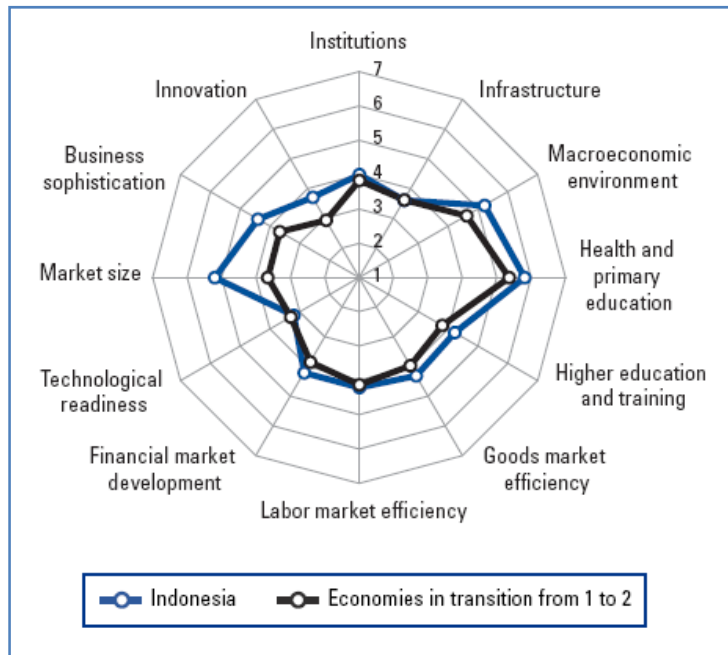 Institutions
7
6
5
4
3
2
1
Infrastructure
Macroeconomic
environment
Health and
primary
education
Higher education
and training
Goods market
efficiency
Labor market efficiency
Financial market
development
Technological
readiness
Market size
Business
sophistication
Innovation
Indonesia
Economies in transition from 1 to 2